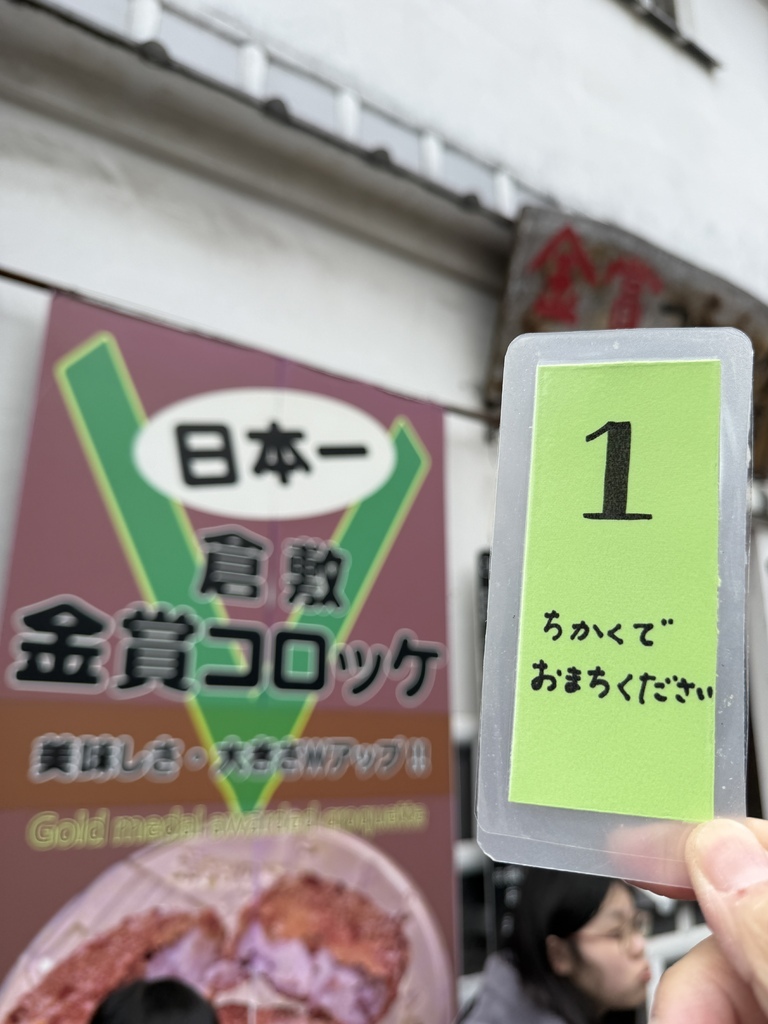 日本一
倉敷
金賞コロッケ
美味しさ・大きさWアップ!!
Gold medal awarded croquette
金賞
1
ちかくで
おまちください